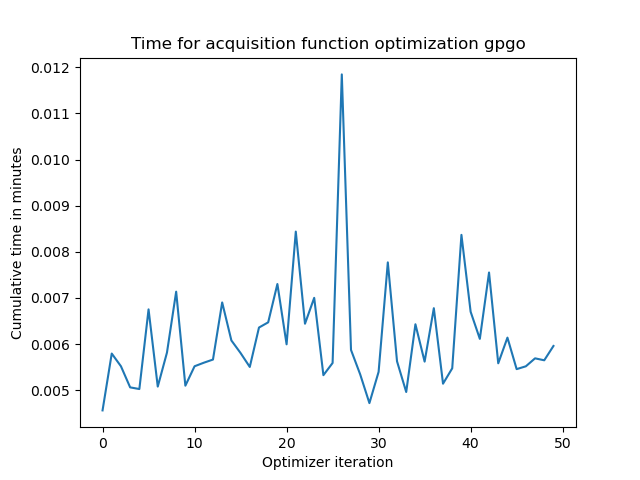 Time for acquisition function optimization gpgo
0.012
0.011
0.010
0.009
0.008
0.007
0.006
0.005
Cumulative time in minutes
0 10 20 30 40 50
Optimizer iteration